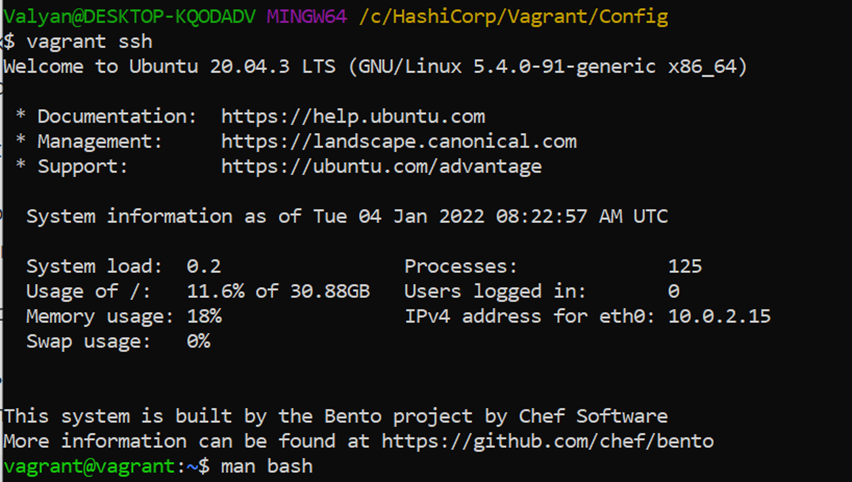 Valyan@DESKTOP-KQODADV MINGW64 /c/HashiCorp/Vagrant/Config
$ vagrant ssh
Welcome to Ubuntu 20.04.3 LTS (GNU/Linux 5.4.0-91-generic x86_64)
* Documentation:  https://help.ubuntu.com
* Management:     https://landscape.canonical.com
* Support:        https://ubuntu.com/advantage
System information as of Tue 04 Jan 2022 08:22:57 AM UTC
System load:  0.2                Processes:             125
Usage of /:   11.6% of 30.88GB   Users logged in:       0
Memory usage: 18%                IPv4 address for eth0: 10.0.2.15
Swap usage:   0%
This system is built by the Bento project by Chef Software
More information can be found at https://github.com/chef/bento
vagrant@vagrant:~$ man bash